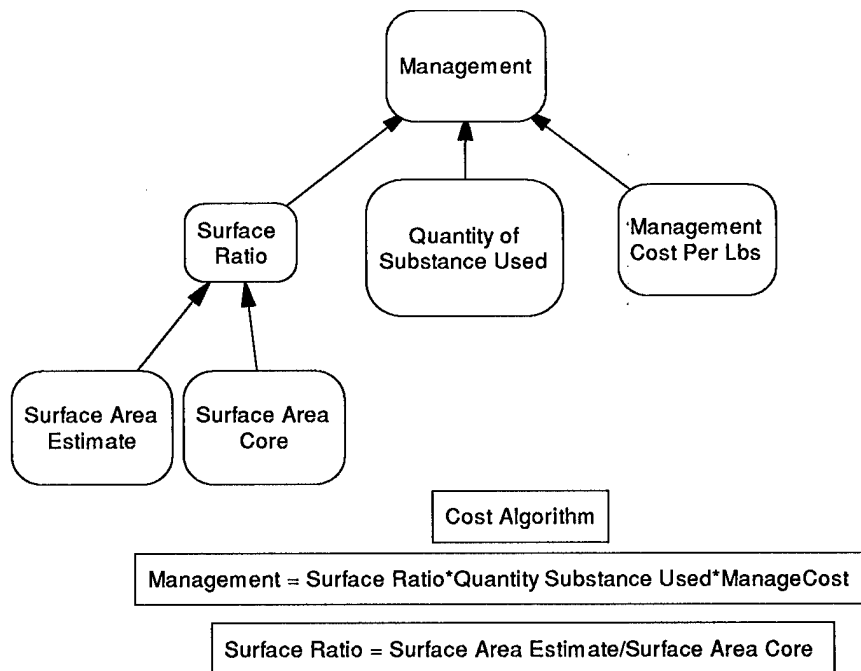 Management
Surface
Ratio
Quantity of
Substance Used
Management
Cost Per Lbs
Surface Area
Estimate
Surface Area
Core
Cost Algorithm
Management = Surface Ratio*Quantity Substance Used*ManageCost
Surface Ratio = Surface Area Estimate/Surface Area Core